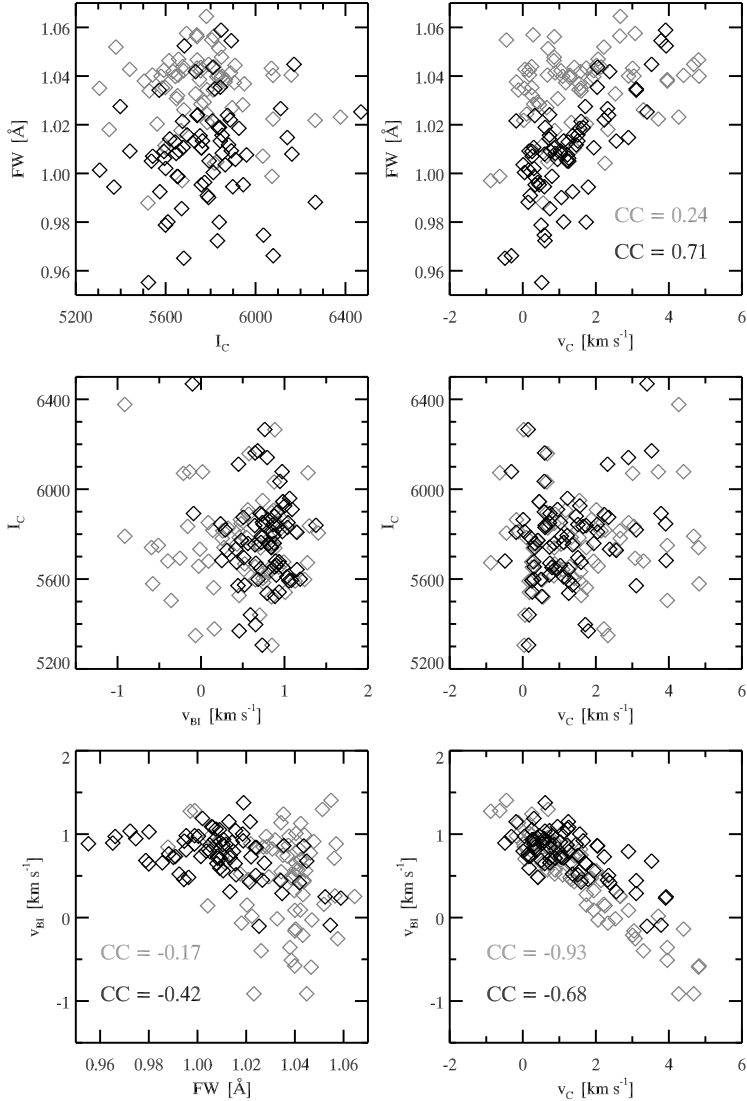 1.06
1.04
1.02
1.00
0.98
0.96
FW [Å]
5200 5600 6000 6400
I_C
1.06
1.04
1.02
1.00
0.98
0.96
FW [Å]
CC = 0.24
CC = 0.71
-2 0 2 4 6
v_C [km s⁻¹]
6400
6000
5600
5200
I_C
-1 0 1 2
v_BI [km s⁻¹]
6400
6000
5600
5200
I_C
-2 0 2 4 6
v_C [km s⁻¹]
2
1
0
-1
v_BI [km s⁻¹]
CC = -0.17
CC = -0.42
0.96 0.98 1.00 1.02 1.04 1.06
FW [Å]
2
1
0
-1
v_BI [km s⁻¹]
CC = -0.93
CC = -0.68
-2 0 2 4 6
v_C [km s⁻¹]